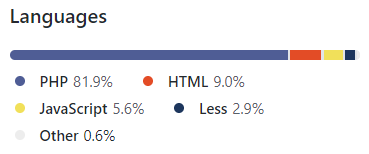 Languages
PHP 81.9% HTML 9.0%
JavaScript 5.6% Less 2.9%
Other 0.6%